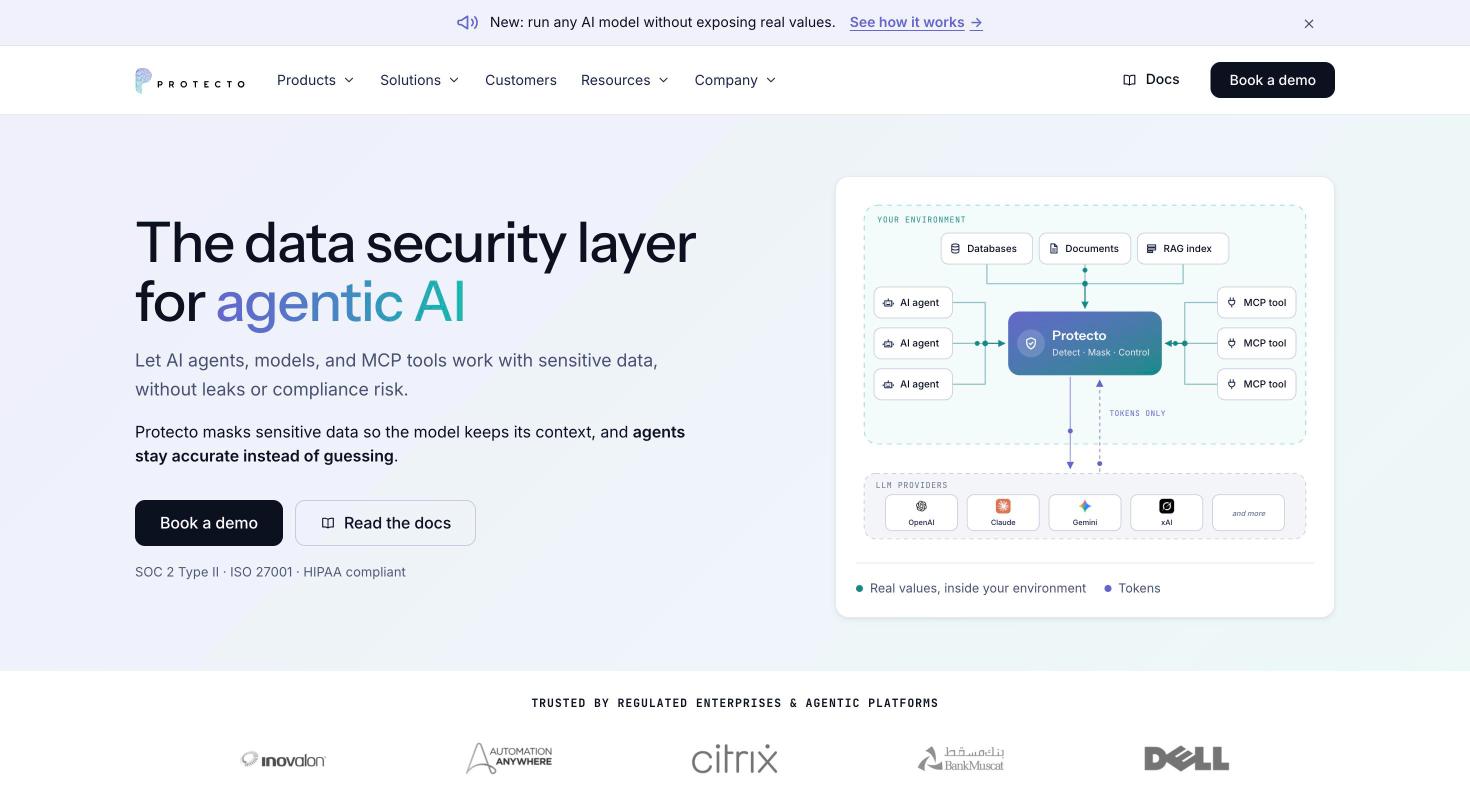 New: run any AI model without exposing real values. See how it works →
PROTECTO
Products
Solutions
Customers
Resources
Company
Docs
Book a demo
The data security layer
for agentic AI
Let AI agents, models, and MCP tools work with sensitive data,
without leaks or compliance risk.
Protecto masks sensitive data so the model keeps its context, and agents
stay accurate instead of guessing.
Book a demo
Read the docs
SOC 2 Type II · ISO 27001 · HIPAA compliant
YOUR ENVIRONMENT
Databases
Documents
RAG index
AI agent
AI agent
AI agent
Protecto
Detect · Mask · Control
MCP tool
MCP tool
MCP tool
TOKENS ONLY
LLM PROVIDERS
OpenAI
Claude
Gemini
xAI
and more
Real values, inside your environment
Tokens
TRUSTED BY REGULATED ENTERPRISES & AGENTIC PLATFORMS
inovalon
AUTOMATION
ANYWHERE
citrix
بنك مسقط
BankMuscat
DELL